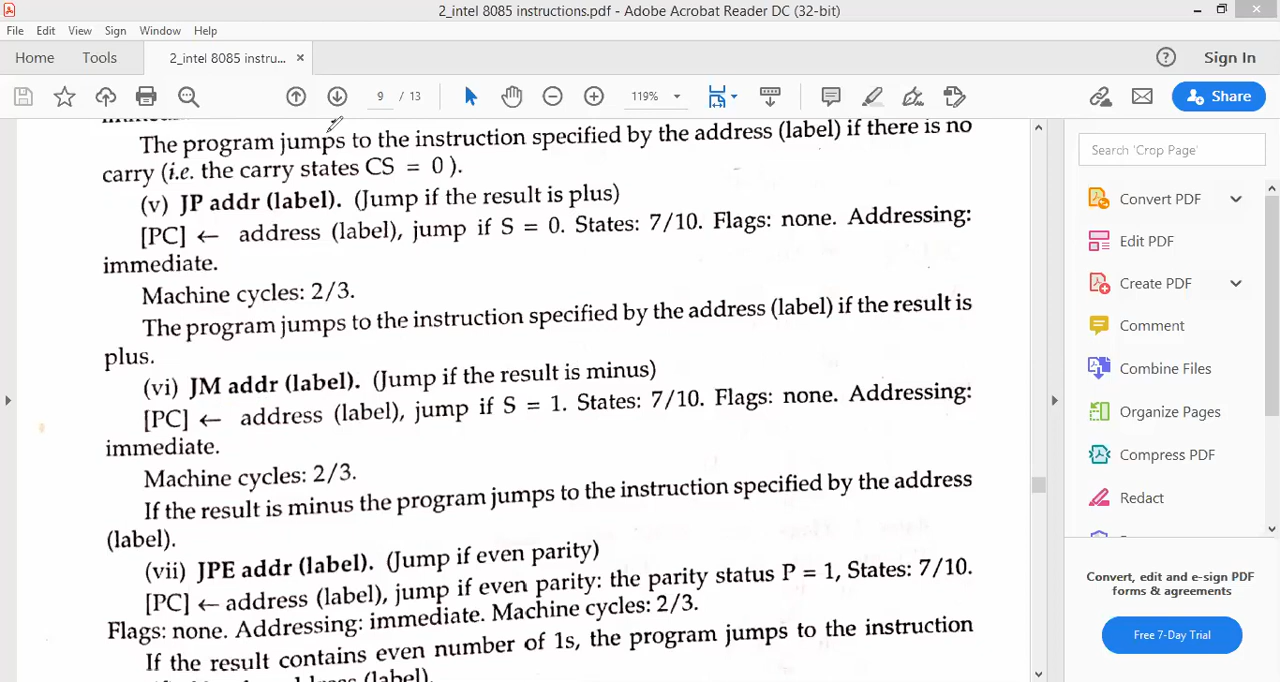 2_intel 8085 instructions.pdf - Adobe Acrobat Reader DC (32-bit)
File Edit View Sign Window Help
Home Tools 2_intel 8085 instru... × Sign In
9 / 13 119% Share
The program jumps to the instruction specified by the address (label) if there is no
carry (i.e. the carry states CS = 0 ).
(v) JP addr (label). (Jump if the result is plus)
[PC] ← address (label), jump if S = 0. States: 7/10. Flags: none. Addressing:
immediate.
Machine cycles: 2/3.
The program jumps to the instruction specified by the address (label) if the result is
plus.
(vi) JM addr (label). (Jump if the result is minus)
[PC] ← address (label), jump if S = 1. States: 7/10. Flags: none. Addressing:
immediate.
Machine cycles: 2/3.
If the result is minus the program jumps to the instruction specified by the address
(label).
(vii) JPE addr (label). (Jump if even parity)
[PC] ← address (label), jump if even parity: the parity status P = 1, States: 7/10.
Flags: none. Addressing: immediate. Machine cycles: 2/3.
If the result contains even number of 1s, the program jumps to the instruction
(label).
Search 'Crop Page'
Convert PDF
Edit PDF
Create PDF
Comment
Combine Files
Organize Pages
Compress PDF
Redact
Convert, edit and e-sign PDF
forms & agreements
Free 7-Day Trial